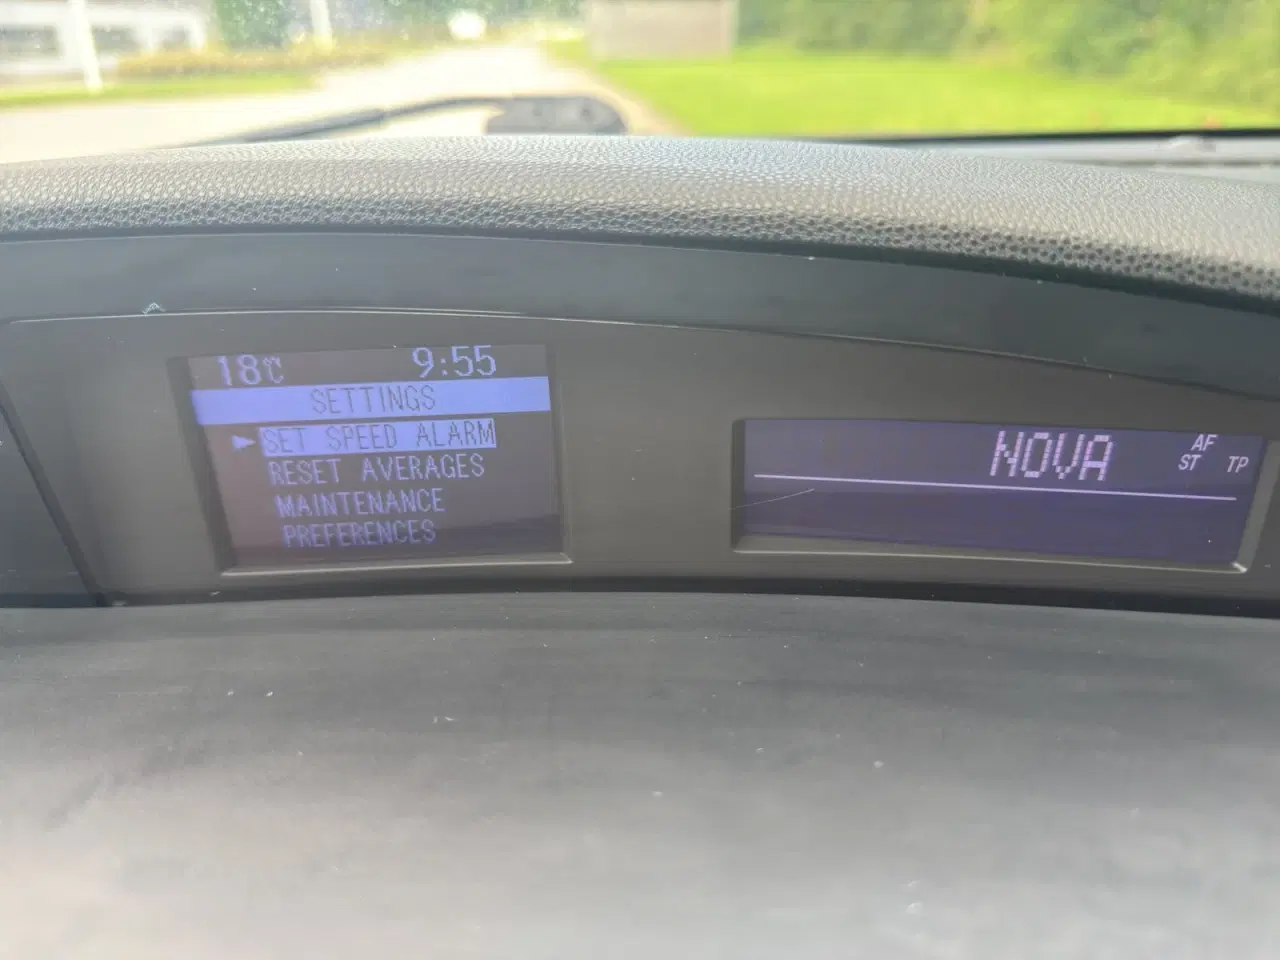 18℃ 9:55
SETTINGS
SET SPEED ALARM
RESET AVERAGES
MAINTENANCE
PREFERENCES
NOVA
AF
ST TP